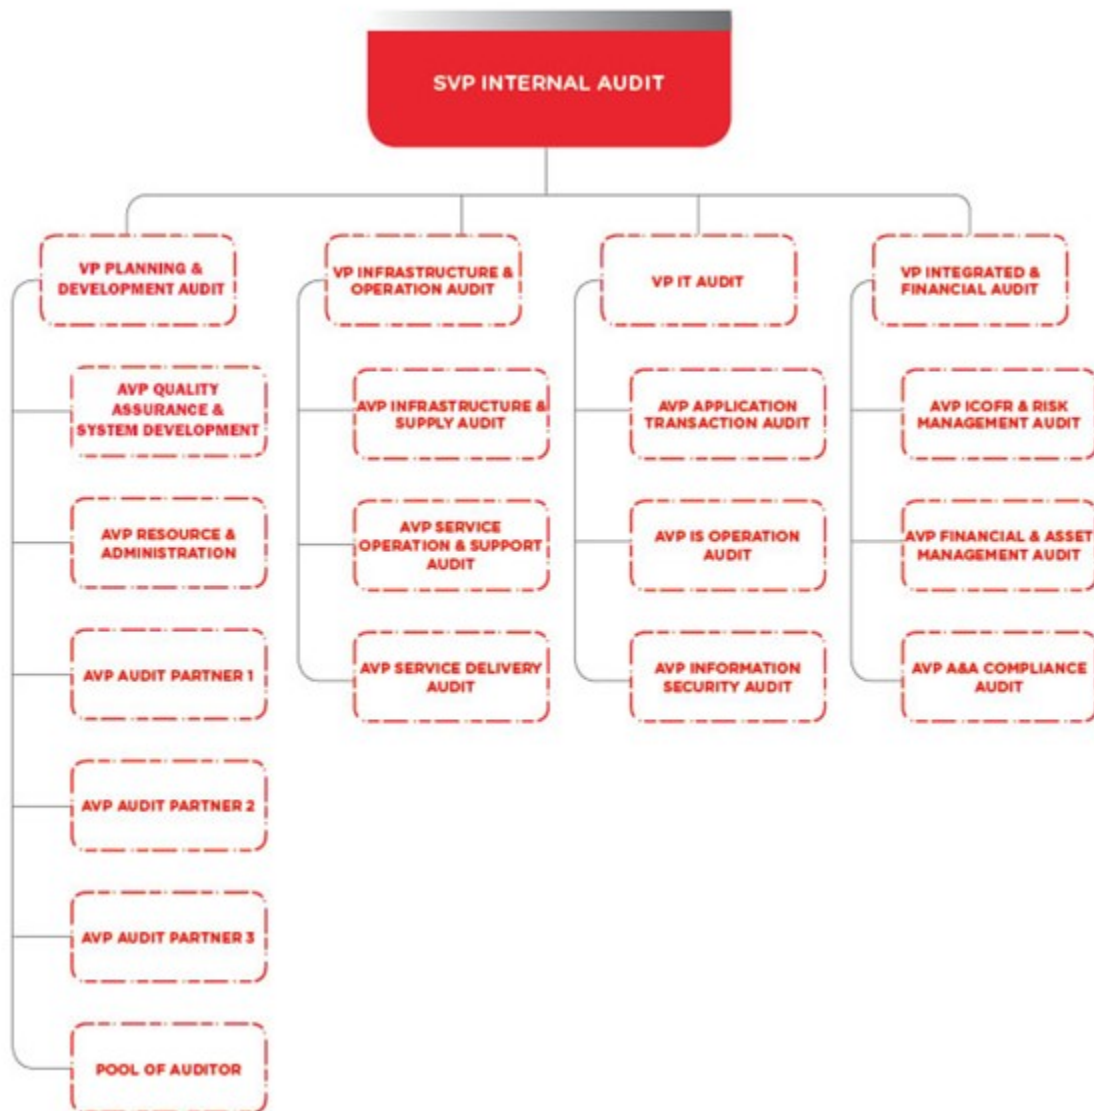 SVP INTERNAL AUDIT
VP PLANNING &
DEVELOPMENT AUDIT
AVP QUALITY
ASSURANCE &
SYSTEM DEVELOPMENT
AVP RESOURCE &
ADMINISTRATION
AVP AUDIT PARTNER 1
AVP AUDIT PARTNER 2
AVP AUDIT PARTNER 3
POOL OF AUDITOR
VP INFRASTRUCTURE &
OPERATION AUDIT
AVP INFRASTRUCTURE &
SUPPLY AUDIT
AVP SERVICE
OPERATION & SUPPORT
AUDIT
AVP SERVICE DELIVERY
AUDIT
VP IT AUDIT
AVP APPLICATION
TRANSACTION AUDIT
AVP IS OPERATION
AUDIT
AVP INFORMATION
SECURITY AUDIT
VP INTEGRATED &
FINANCIAL AUDIT
AVP ICOFR & RISK
MANAGEMENT AUDIT
AVP FINANCIAL & ASSET
MANAGEMENT AUDIT
AVP A&A COMPLIANCE
AUDIT